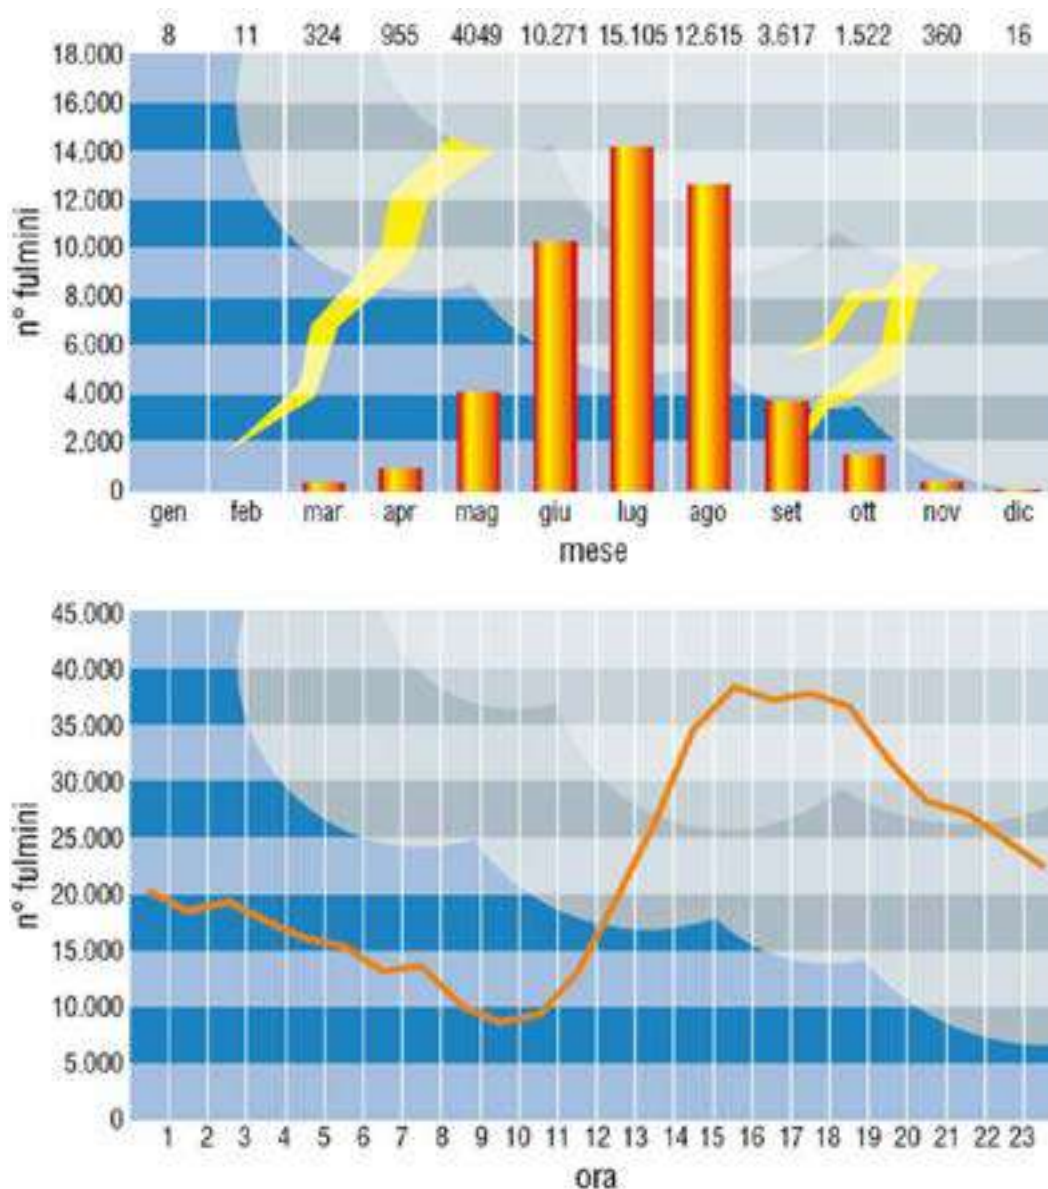 8 11 324 955 4049 10.271 15.105 12.615 3.617 1.522 360 16
18.000
16.000
14.000
12.000
10.000
8.000
6.000
4.000
2.000
0
n° fulmini
gen feb mar apr mag giu lug ago set ott nov dic
mese
45.000
40.000
35.000
30.000
25.000
20.000
15.000
10.000
5.000
0
n° fulmini
1 2 3 4 5 6 7 8 9 10 11 12 13 14 15 16 17 18 19 20 21 22 23
ora